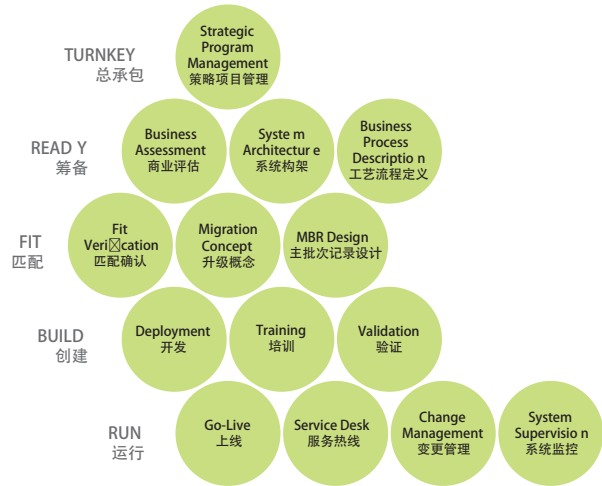 TURNKEY
总承包
Strategic
Program
Management
策略项目管理
READ Y
筹备
Business
Assessment
商业评估
Syste m
Architectur e
系统构架
Business
Process
Descriptio n
工艺流程定义
FIT
匹配
Fit
Veri☒cation
匹配确认
Migration
Concept
升级概念
MBR Design
主批次记录设计
BUILD
创建
Deployment
开发
Training
培训
Validation
验证
RUN
运行
Go-Live
上线
Service Desk
服务热线
Change
Management
变更管理
System
Supervisio n
系统监控